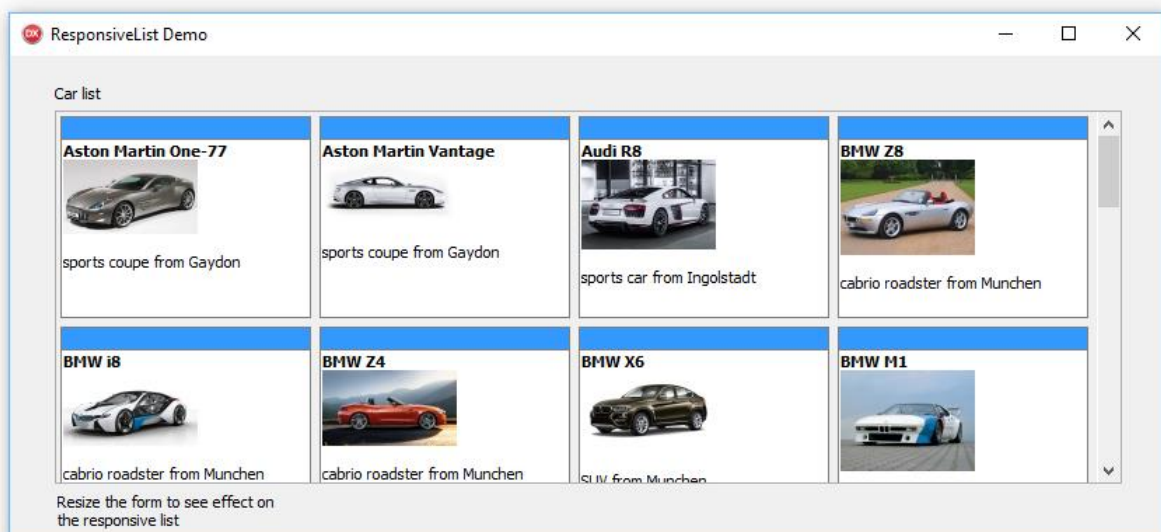 DX ResponsiveList Demo
Car list
Aston Martin One-77
sports coupe from Gaydon
Aston Martin Vantage
sports coupe from Gaydon
Audi R8
sports car from Ingolstadt
BMW Z8
cabrio roadster from Munchen
BMW i8
cabrio roadster from Munchen
BMW Z4
cabrio roadster from Munchen
BMW X6
SUV from Munchen
BMW M1
Resize the form to see effect on
the responsive list